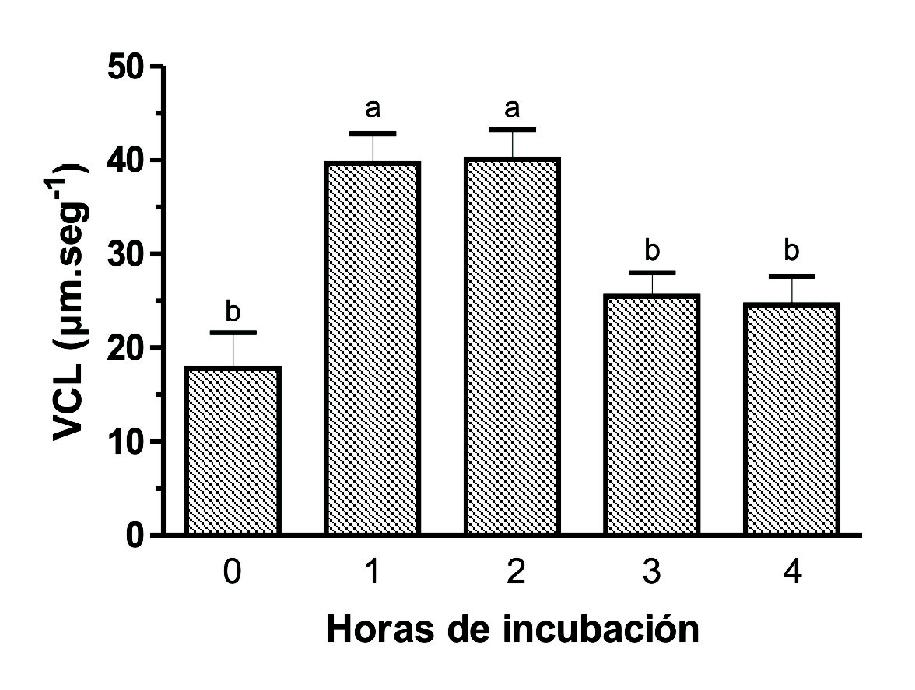 VCL (μm.seg⁻¹)
50
40
30
20
10
0
b
a
a
b
b
0 1 2 3 4
Horas de incubación